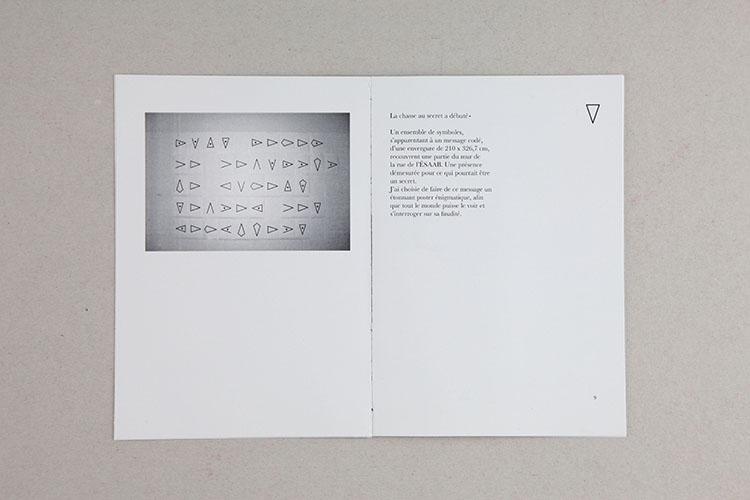 La chasse au secret a débuté-
Un ensemble de symboles,
s'apparentant à un message codé,
d'une envergure de 210 x 326,7 cm,
recouvrent une partie du mur de
la rue de l'ÉSAAB. Une présence
démesurée pour ce qui pourrait être
un secret.
J'ai choisie de faire de ce message un
étonnant poster énigmatique, afin
que tout le monde puisse le voir et
s'interroger sur sa finalité.
9